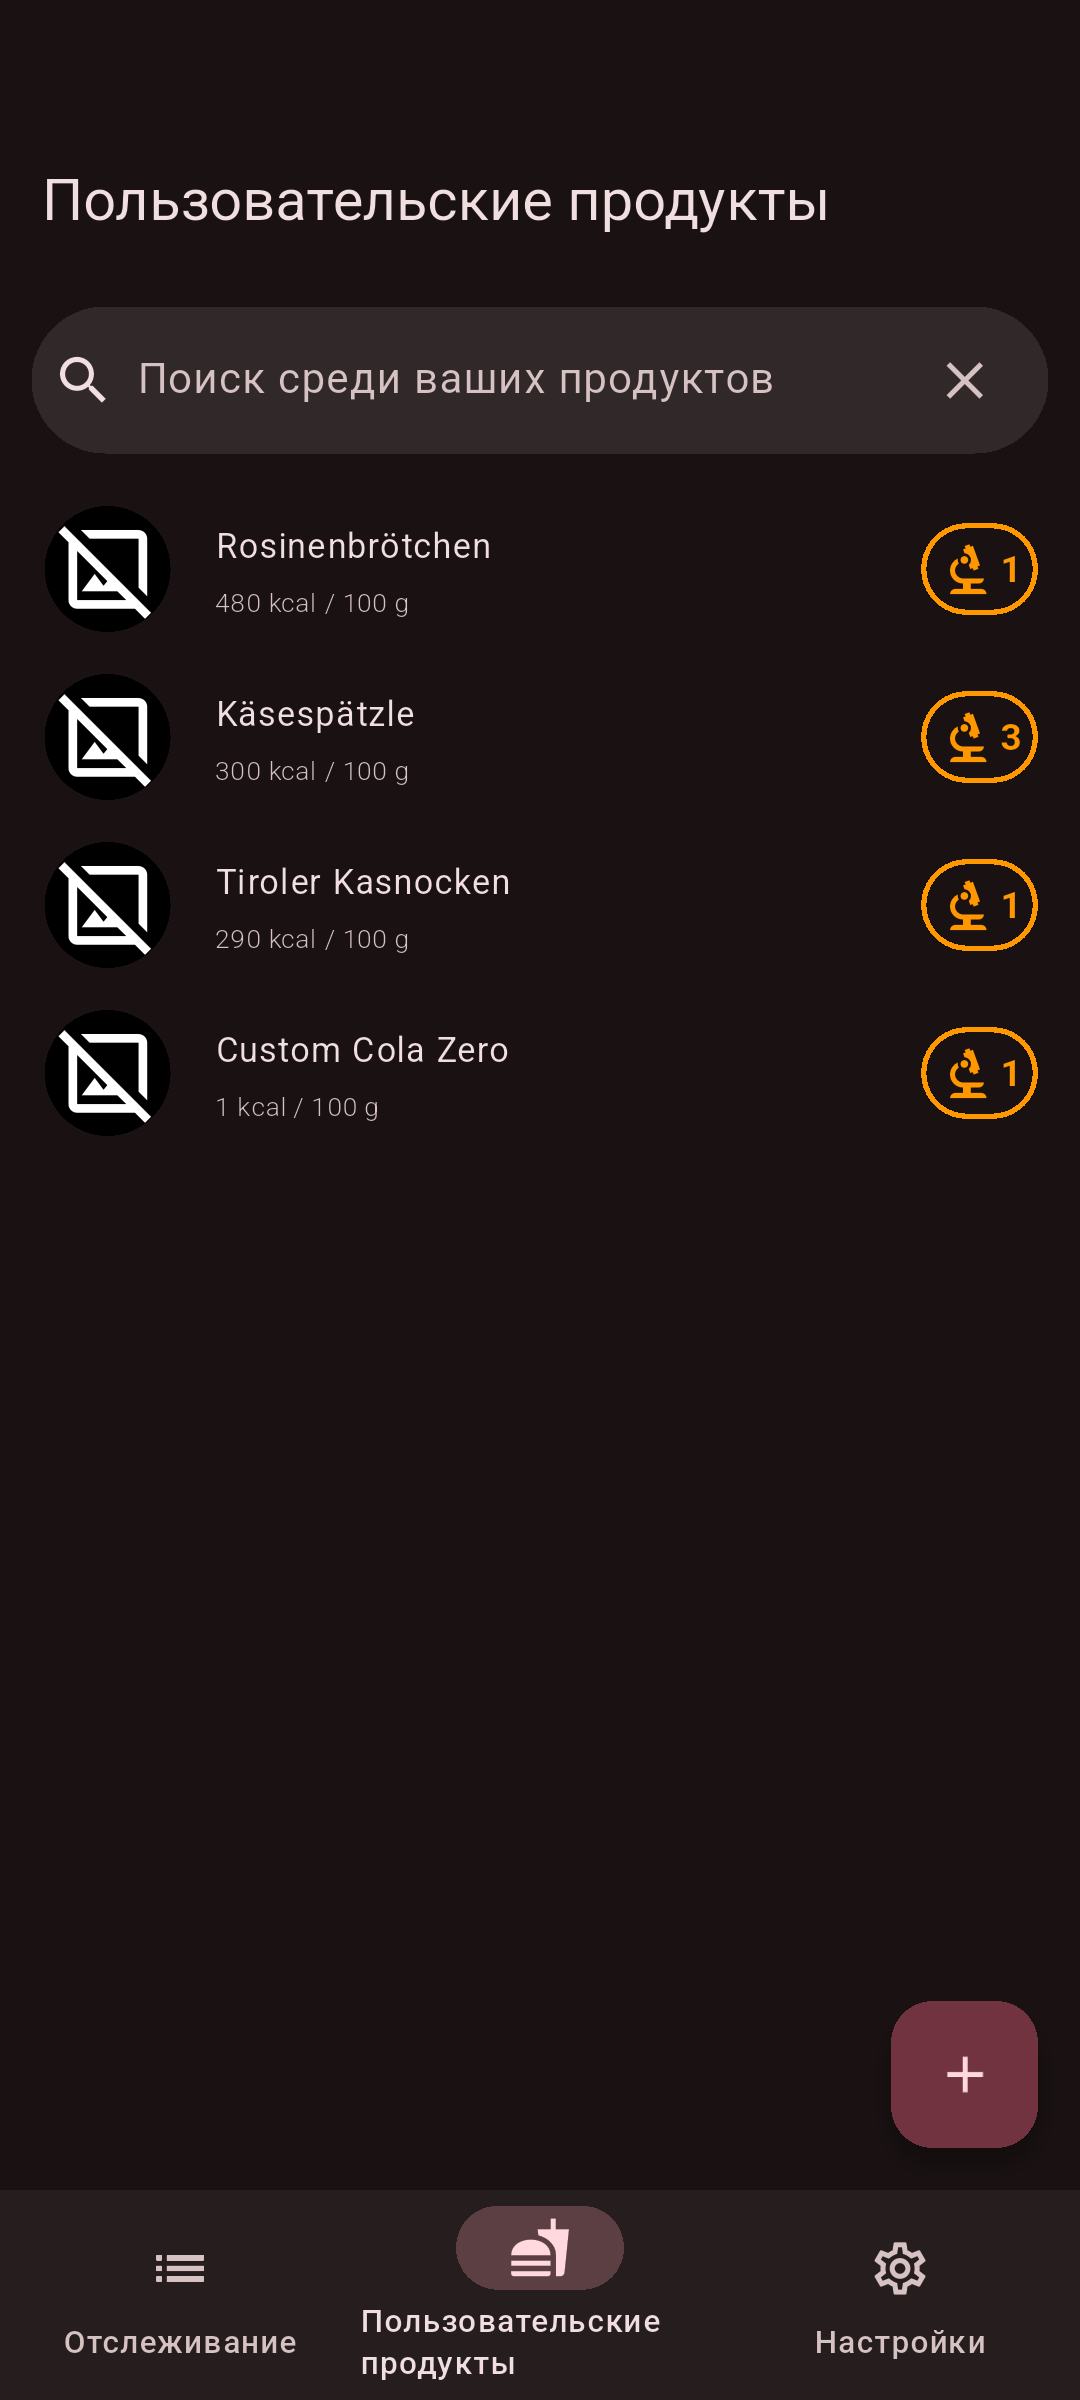 Пользовательские продукты
Поиск среди ваших продуктов
Rosinenbrötchen
480 kcal / 100 g
1
Käsespätzle
300 kcal / 100 g
3
Tiroler Kasnocken
290 kcal / 100 g
1
Custom Cola Zero
1 kcal / 100 g
1
Отслеживание
Пользовательские
продукты
Настройки